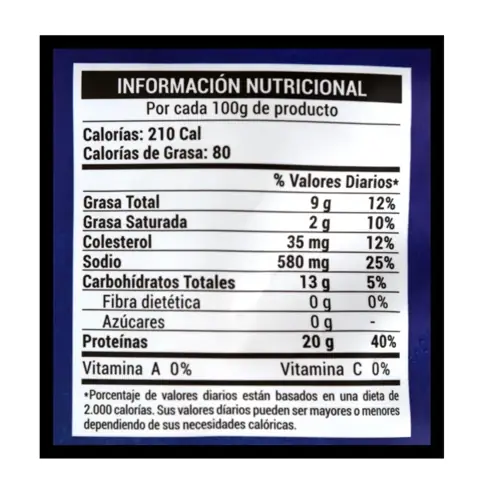 INFORMACIÓN NUTRICIONAL
Por cada 100g de producto
Calorías: 210 Cal
Calorías de Grasa: 80
% Valores Diarios*
Grasa Total 9 g 12%
Grasa Saturada 2 g 10%
Colesterol 35 mg 12%
Sodio 580 mg 25%
Carbohídratos Totales 13 g 5%
Fibra dietética 0 g 0%
Azúcares 0 g -
Proteínas 20 g 40%
Vitamina A 0% Vitamina C 0%
*Porcentaje de valores diarios están basados en una dieta de
2.000 calorías. Sus valores díarios pueden ser mayores o menores
dependiendo de sus necesidades calóricas.